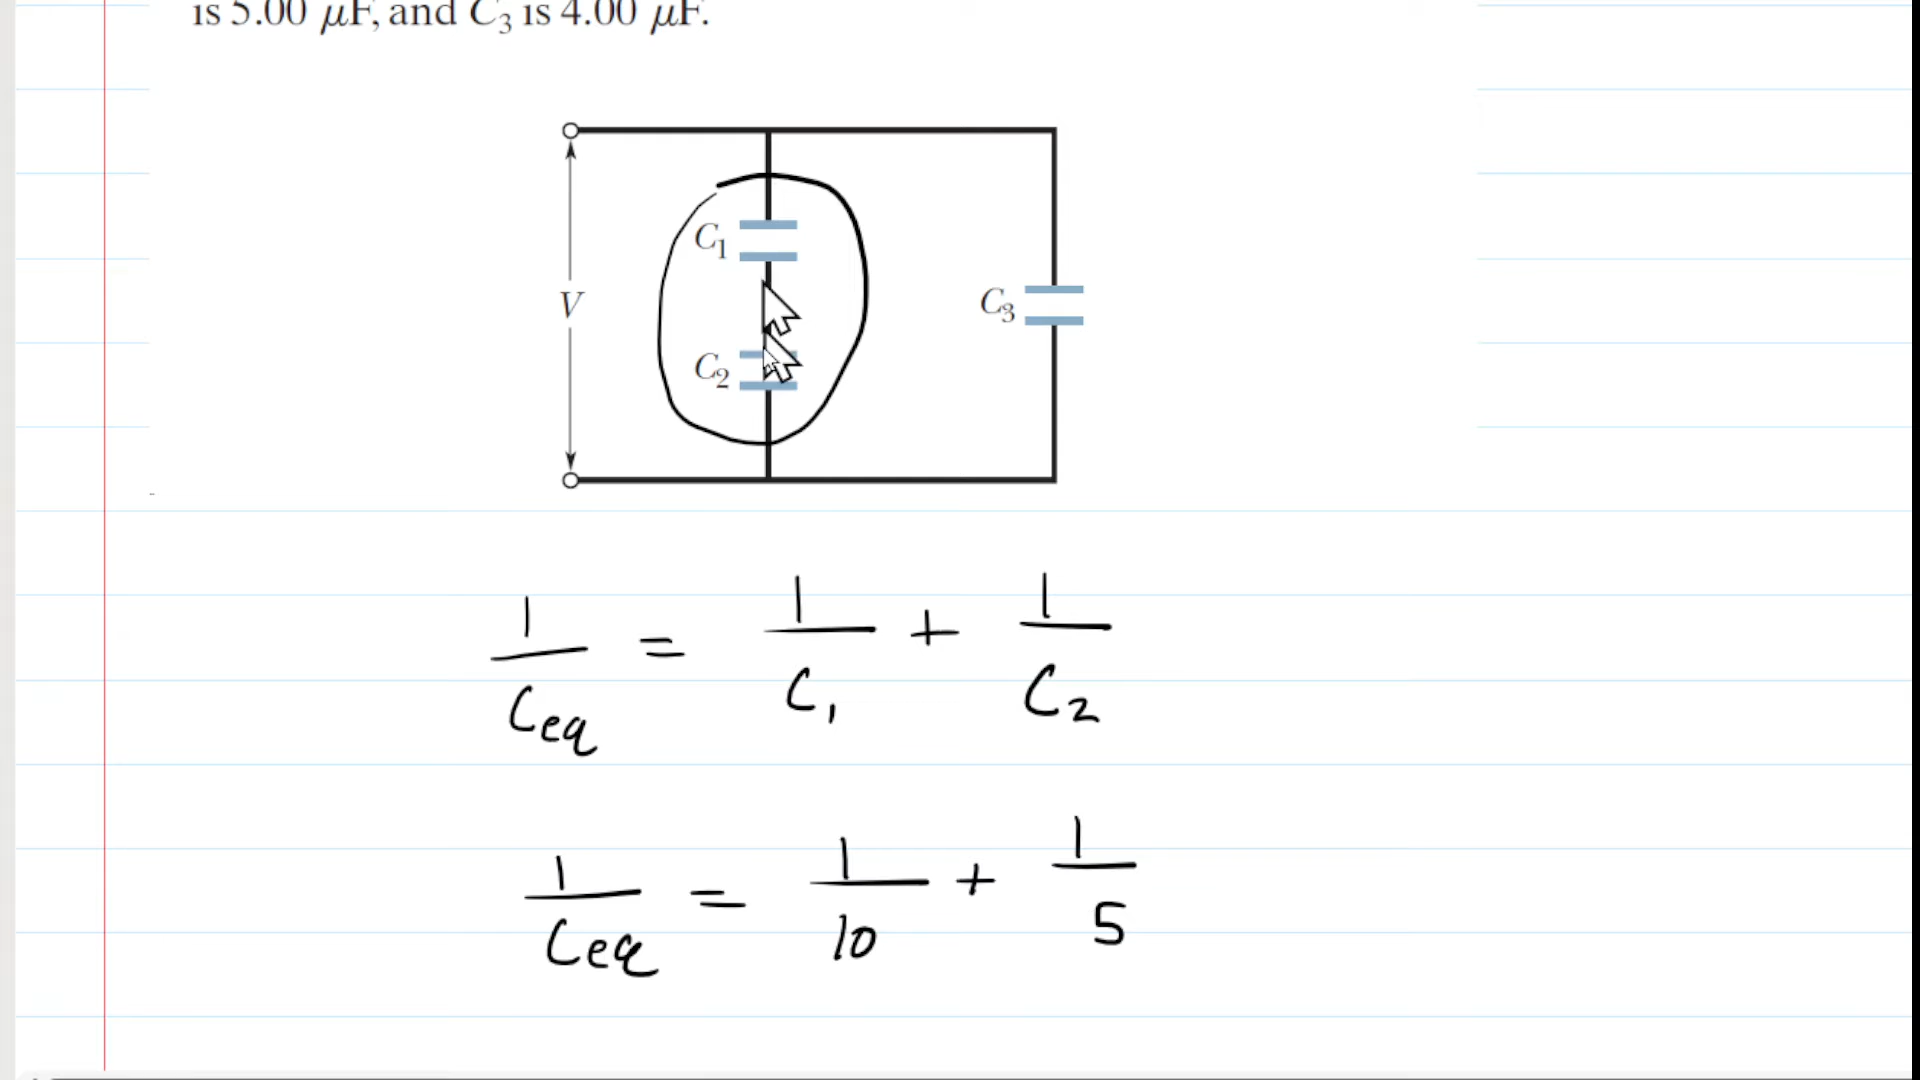 is 5.00 μF, and C₃ is 4.00 μF.
C₁
V
C₃
C₂
1/Ceq = 1/C₁ + 1/C₂
1/Ceq = 1/10 + 1/5